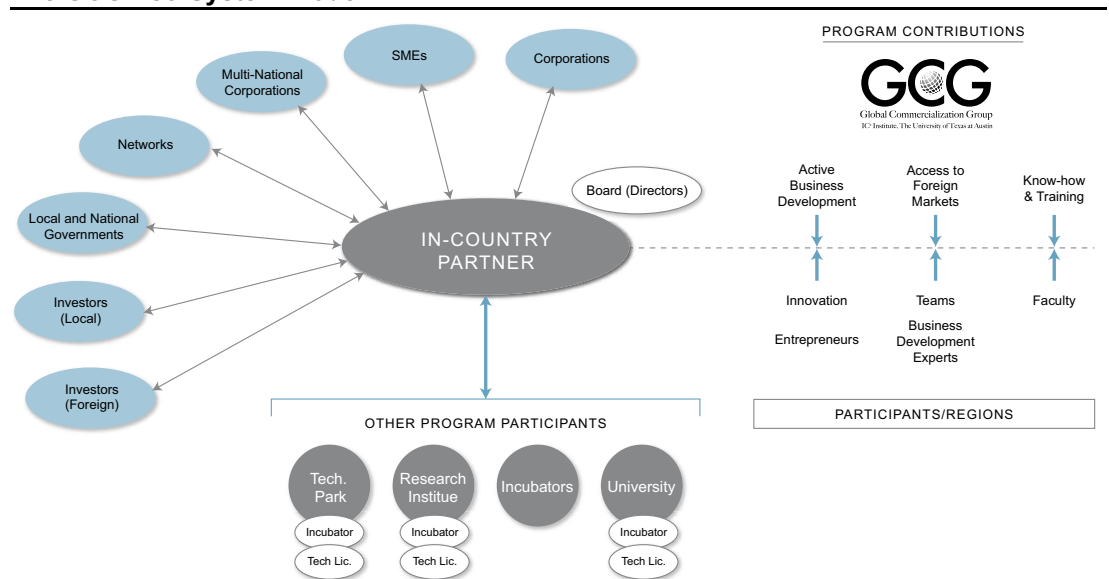 PROGRAM CONTRIBUTIONS
GCG
Global Commercialization Group
IC² Institute, The University of Texas at Austin
SMEs
Corporations
Multi-National
Corporations
Networks
Local and National
Governments
Investors
(Local)
Investors
(Foreign)
Board (Directors)
IN-COUNTRY
PARTNER
Active
Business
Development
Access to
Foreign
Markets
Know-how
& Training
Innovation
Entrepreneurs
Teams
Business
Development
Experts
Faculty
PARTICIPANTS/REGIONS
OTHER PROGRAM PARTICIPANTS
Tech.
Park
Incubator
Tech Lic.
Research
Institue
Incubator
Tech Lic.
Incubators
University
Incubator
Tech Lic.